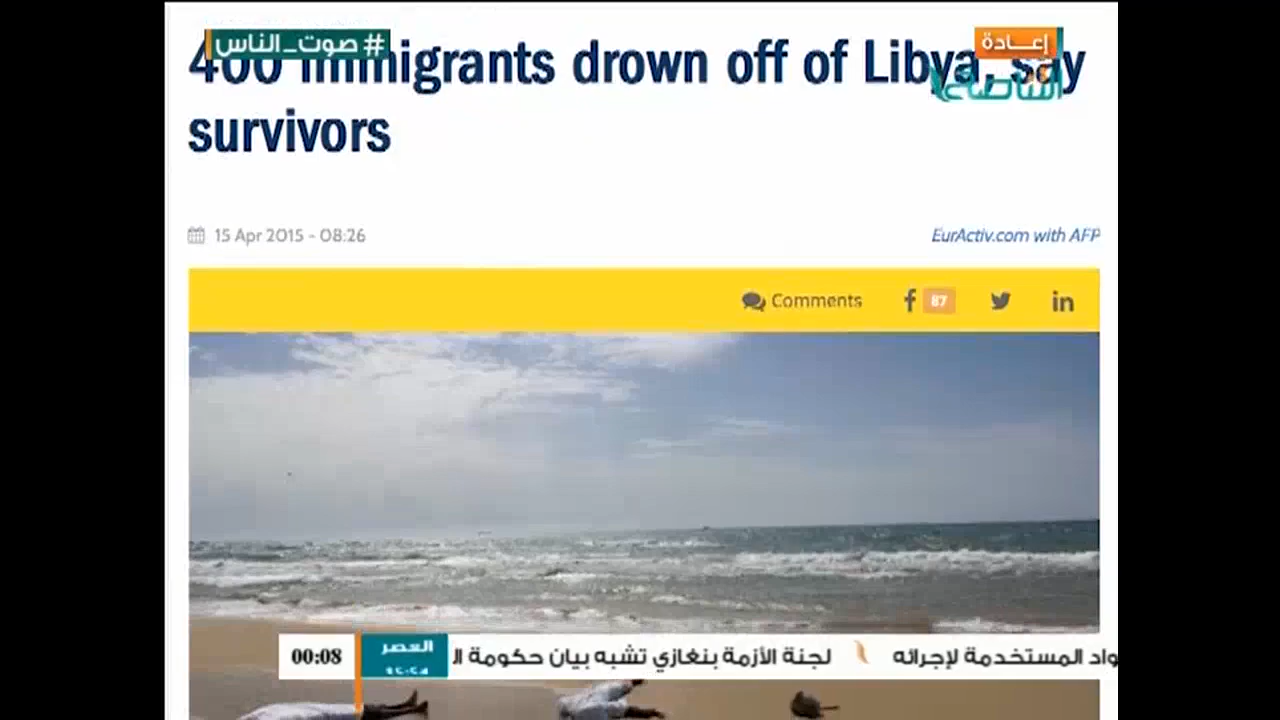 #صوت_الناس
إعادة
400 immigrants drown off of Libya, say
survivors
15 Apr 2015 - 08:26
EurActiv.com with AFP
Comments
87
واد المستخدمة لإجرائه
لجنة الأزمة بنغازي تشبه بيان حكومة ال
العصر
00:08